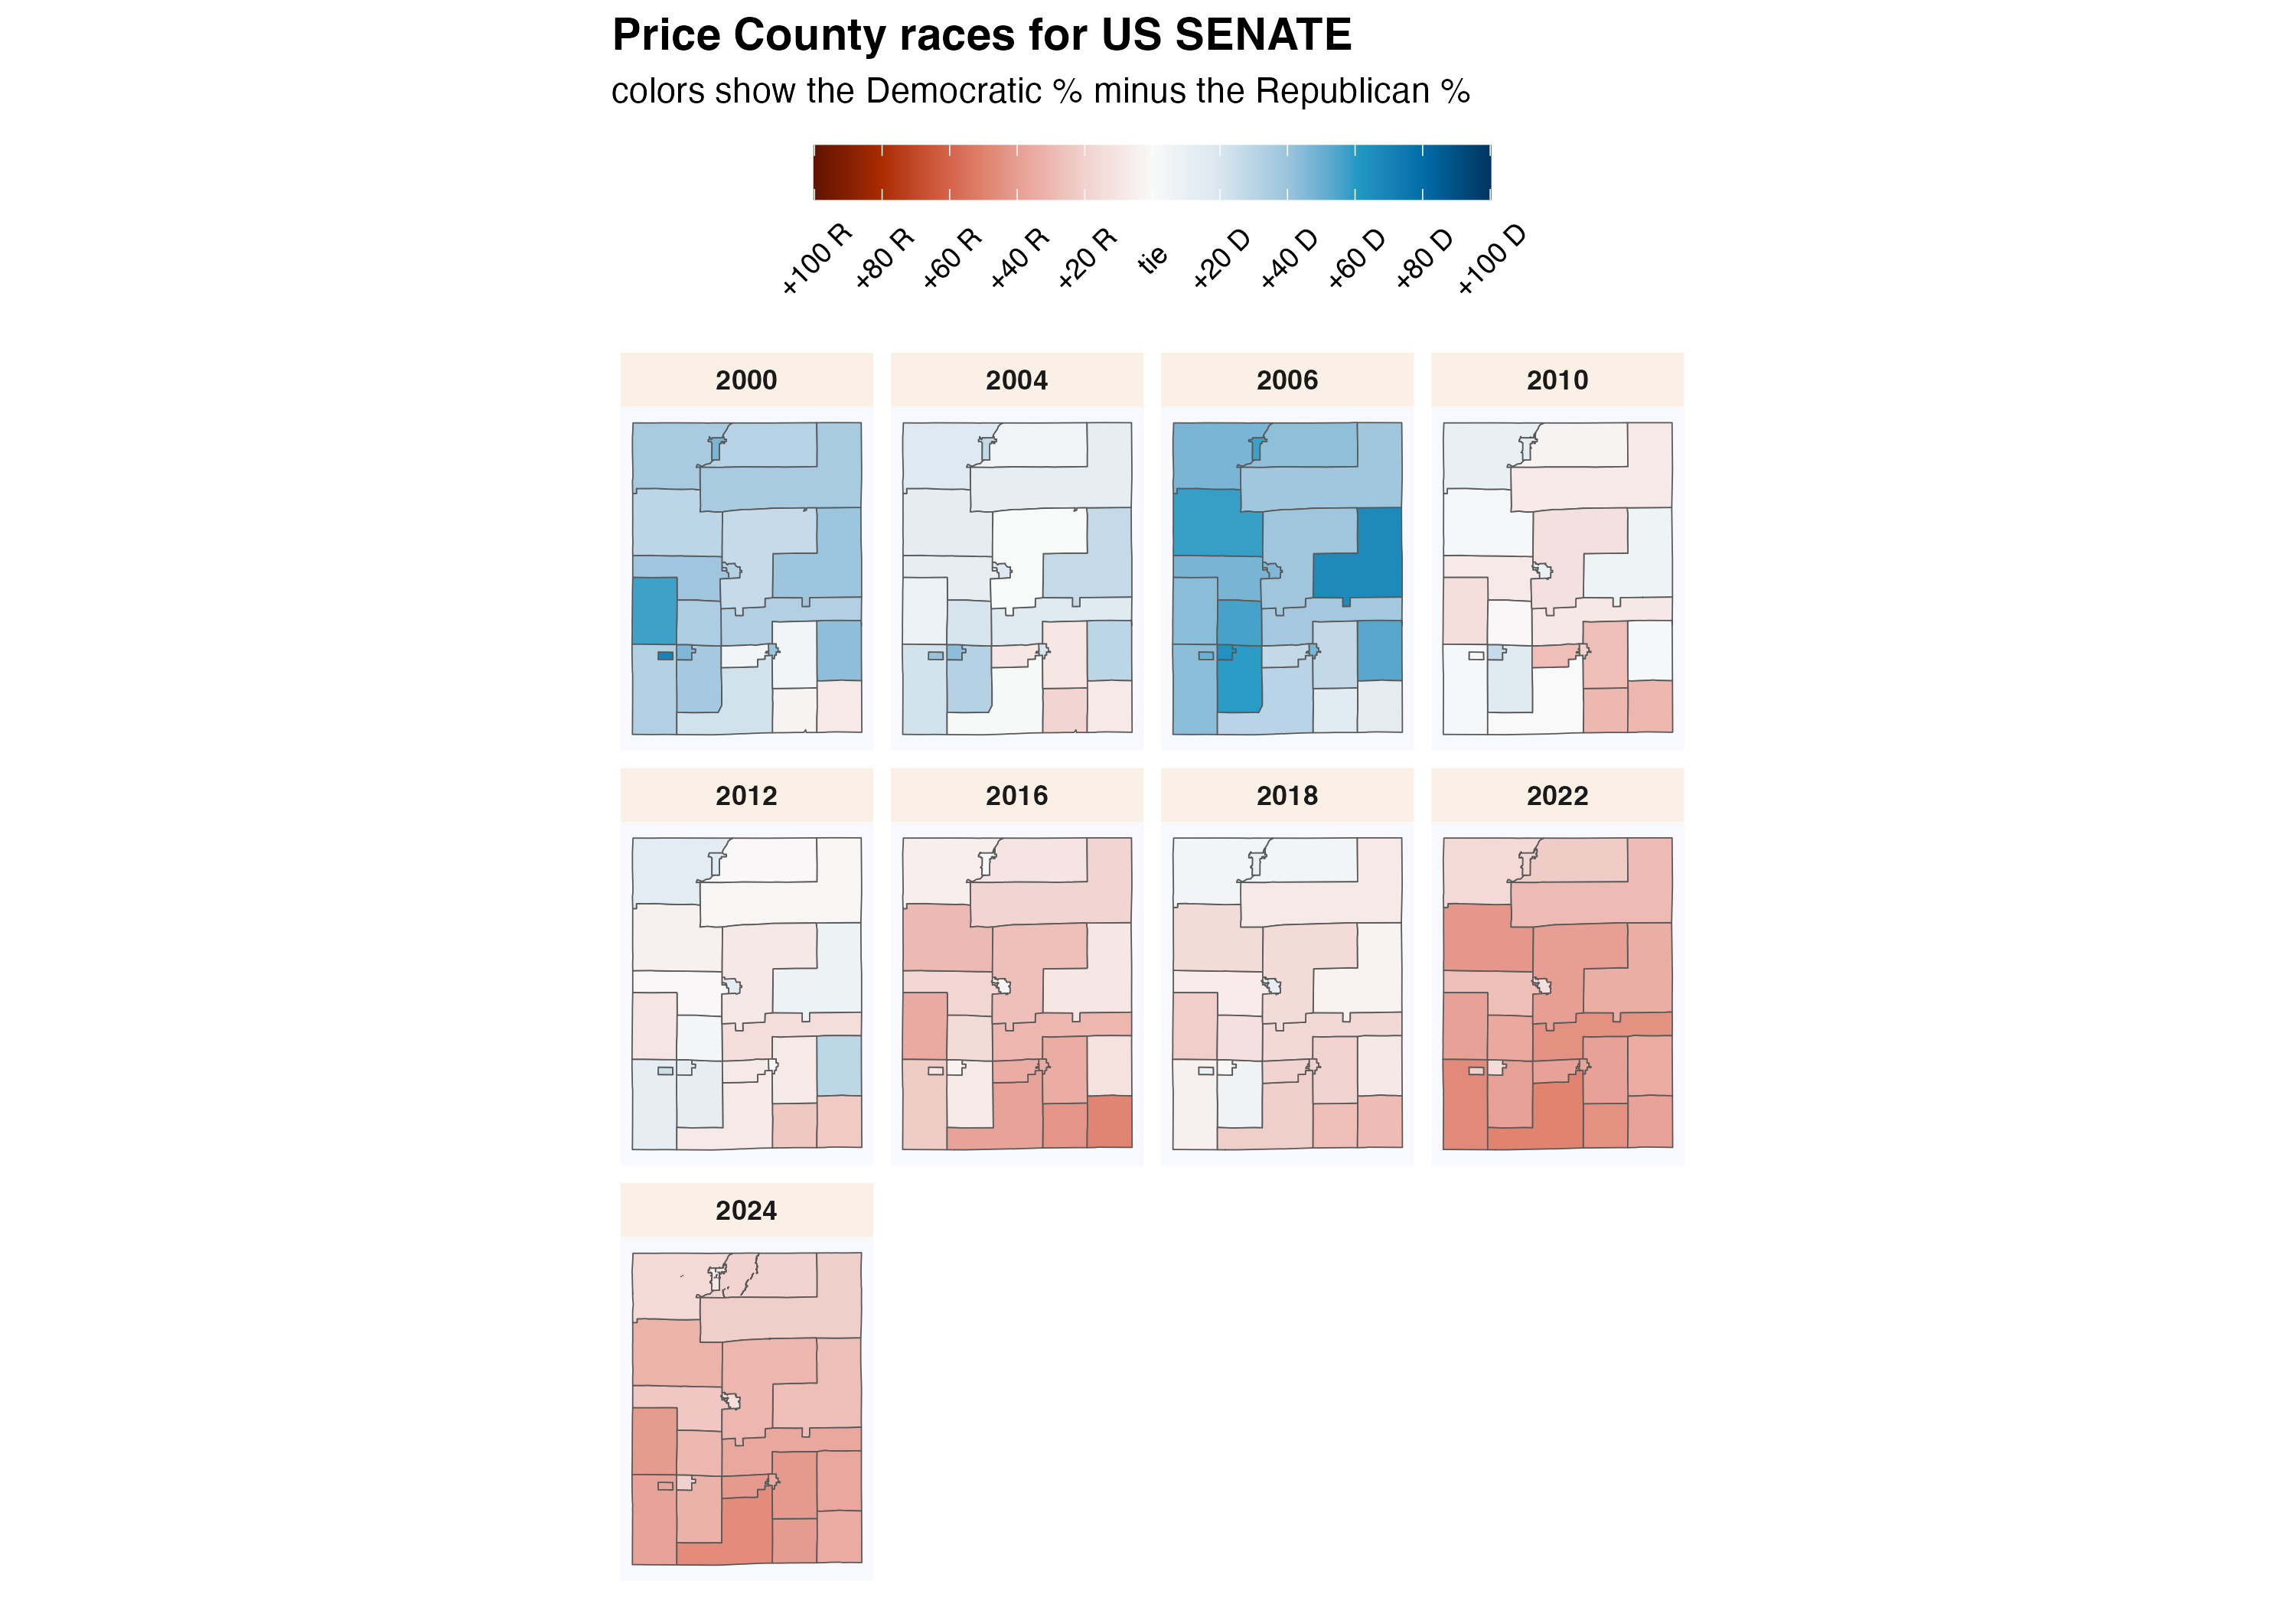 Price County races for US SENATE
colors show the Democratic % minus the Republican %
+100 R +80 R +60 R +40 R +20 R tie +20 D +40 D +60 D +80 D +100 D
2000 2004 2006 2010
2012 2016 2018 2022
2024